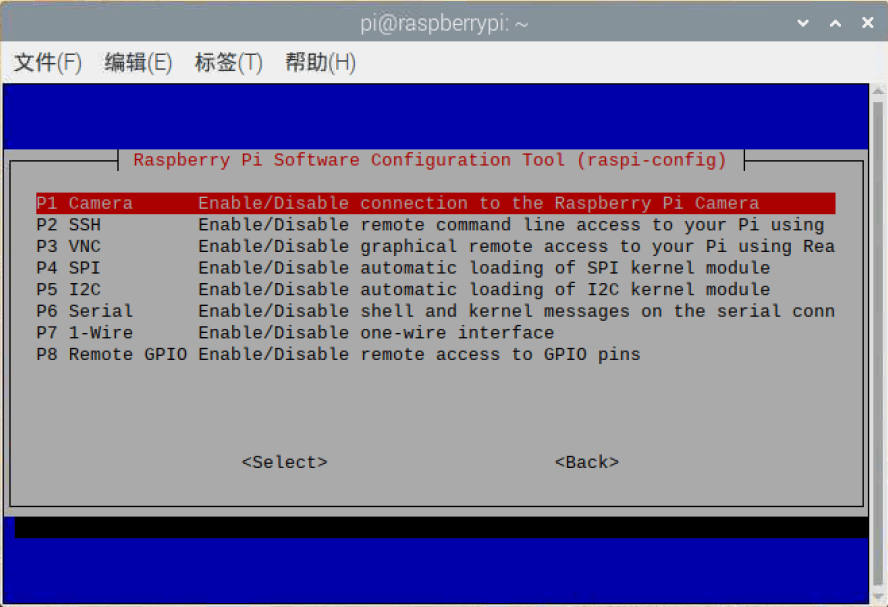 pi@raspberrypi: ~
文件(F) 编辑(E) 标签(T) 帮助(H)
Raspberry Pi Software Configuration Tool (raspi-config)
P1 Camera Enable/Disable connection to the Raspberry Pi Camera
P2 SSH Enable/Disable remote command line access to your Pi using
P3 VNC Enable/Disable graphical remote access to your Pi using Rea
P4 SPI Enable/Disable automatic loading of SPI kernel module
P5 I2C Enable/Disable automatic loading of I2C kernel module
P6 Serial Enable/Disable shell and kernel messages on the serial conn
P7 1-Wire Enable/Disable one-wire interface
P8 Remote GPIO Enable/Disable remote access to GPIO pins
<Select> <Back>